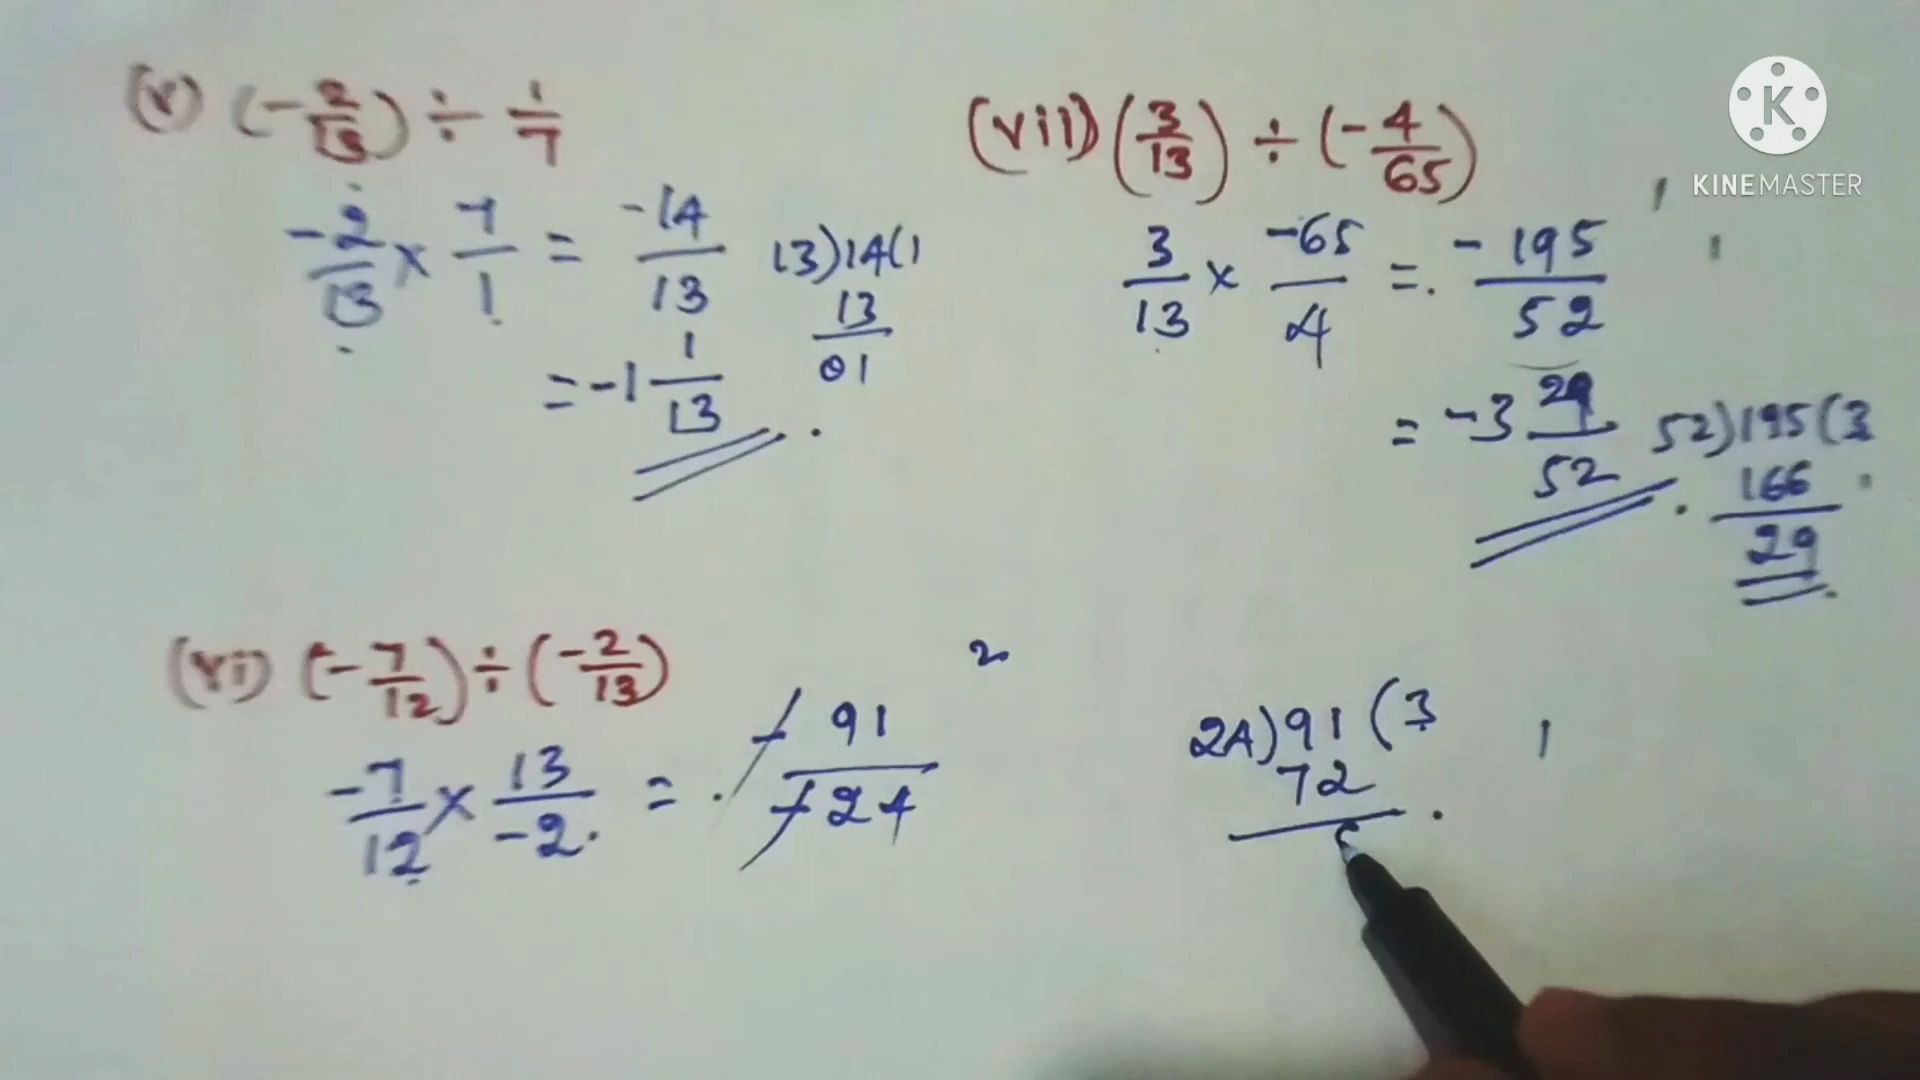 (v) (-2/13) ÷ 1/7
-2/13 × 7/1 = -14/13
13)14(1
13
01
= -1 1/13
(vii) (3/13) ÷ (-4/65)
3/13 × -65/4 = -195/52
= -3 29/52
52)195(3
166
29
(vi) (-7/12) ÷ (-2/13)
-7/12 × 13/-2 = -91/-24
2
24)91(3
72
K
KINEMASTER